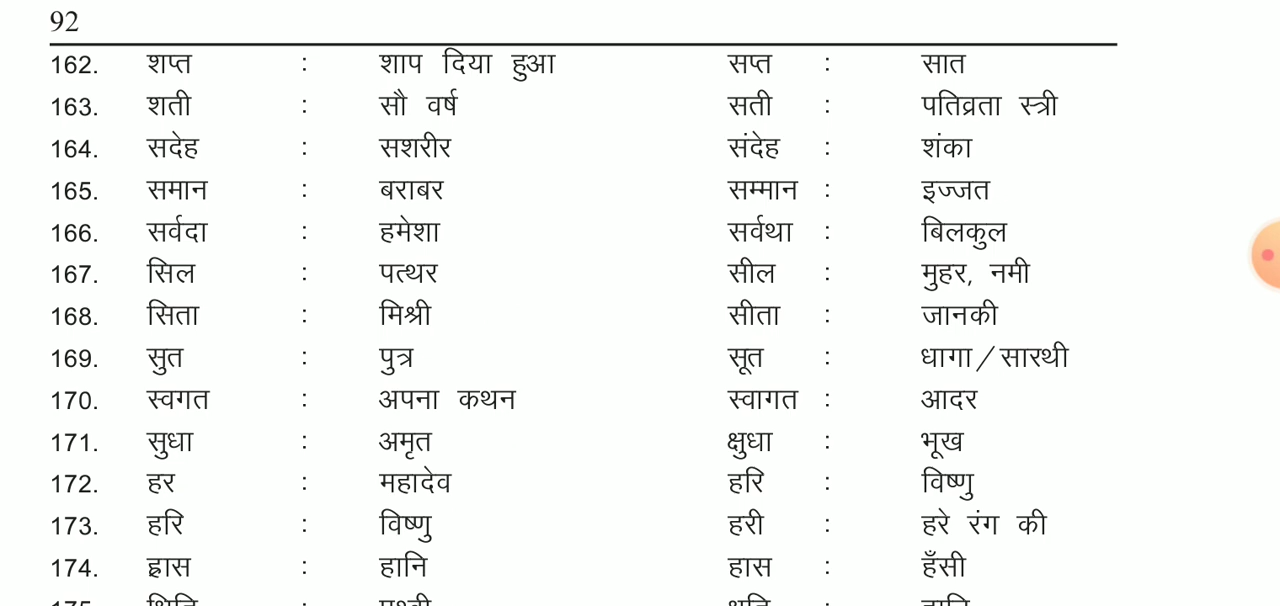 92
162. शप्त : शाप दिया हुआ सप्त : सात
163. शती : सौ वर्ष सती : पतिव्रता स्त्री
164. सदेह : सशरीर संदेह : शंका
165. समान : बराबर सम्मान : इज्जत
166. सर्वदा : हमेशा सर्वथा : बिलकुल
167. सिल : पत्थर सील : मुहर, नमी
168. सिता : मिश्री सीता : जानकी
169. सुत : पुत्र सूत : धागा/सारथी
170. स्वगत : अपना कथन स्वागत : आदर
171. सुधा : अमृत क्षुधा : भूख
172. हर : महादेव हरि : विष्णु
173. हरि : विष्णु हरी : हरे रंग की
174. ह्रास : हानि हास : हँसी